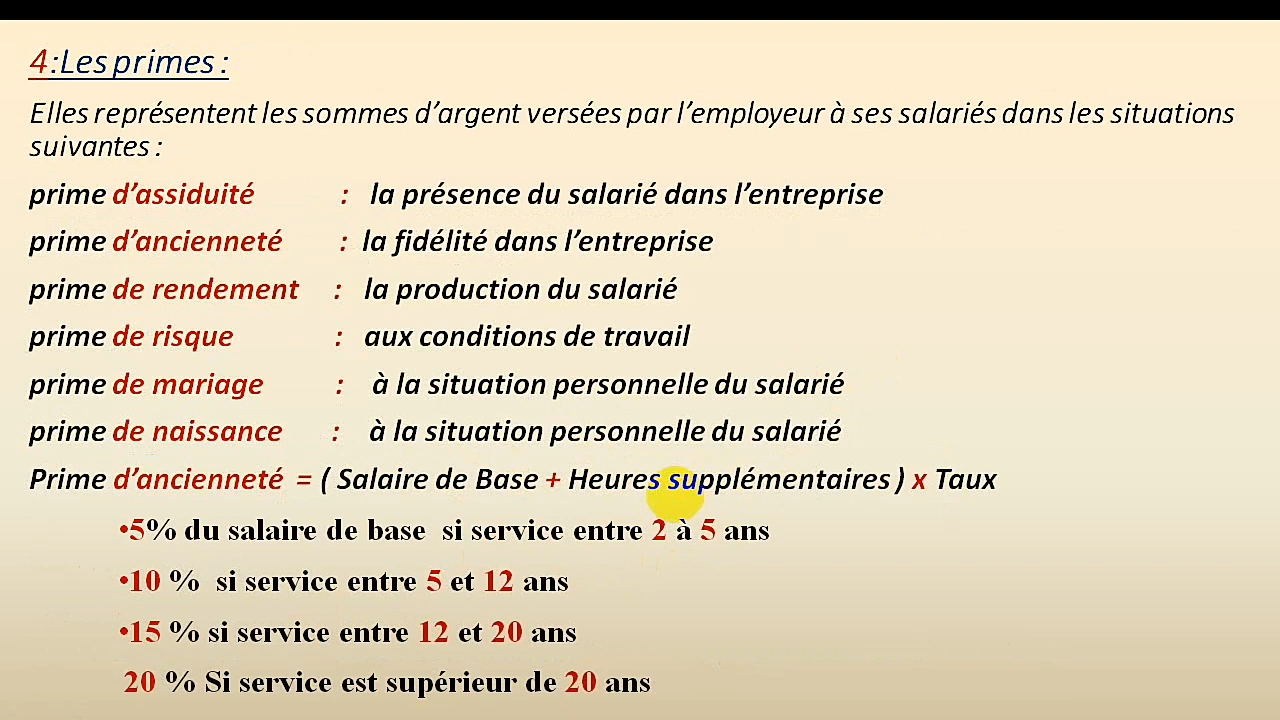 4:Les primes :
Elles représentent les sommes d’argent versées par l’employeur à ses salariés dans les situations
suivantes :
prime d’assiduité : la présence du salarié dans l’entreprise
prime d’ancienneté : la fidélité dans l’entreprise
prime de rendement : la production du salarié
prime de risque : aux conditions de travail
prime de mariage : à la situation personnelle du salarié
prime de naissance : à la situation personnelle du salarié
Prime d’ancienneté = ( Salaire de Base + Heures supplémentaires ) x Taux
•5% du salaire de base si service entre 2 à 5 ans
•10 % si service entre 5 et 12 ans
•15 % si service entre 12 et 20 ans
20 % Si service est supérieur de 20 ans